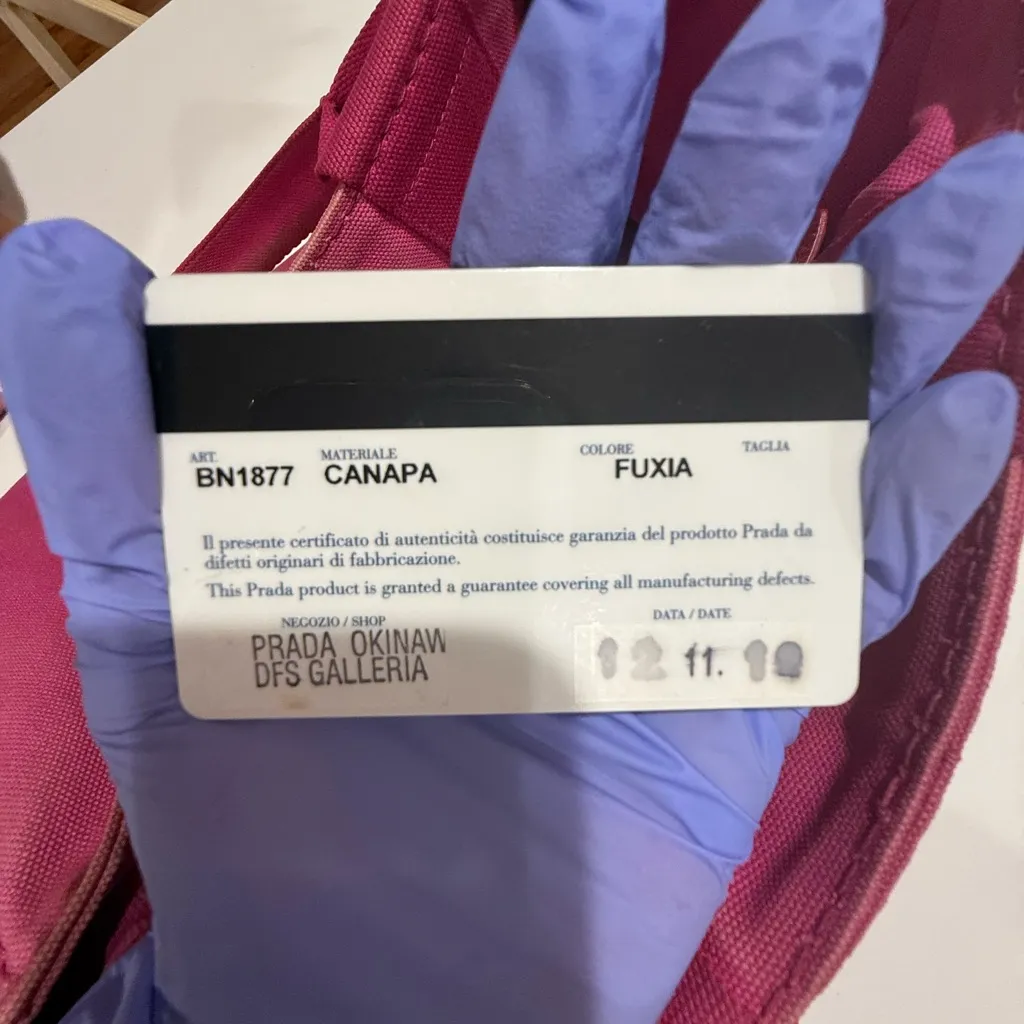 ART. MATERIALE COLORE TAGLIA
BN1877 CANAPA FUXIA
Il presente certificato di autenticità costituisce garanzia del prodotto Prada da
difetti originari di fabbricazione.
This Prada product is granted a guarantee covering all manufacturing defects.
NEGOZIO / SHOP
PRADA OKINAW
DFS GALLERIA
DATA / DATE
11.